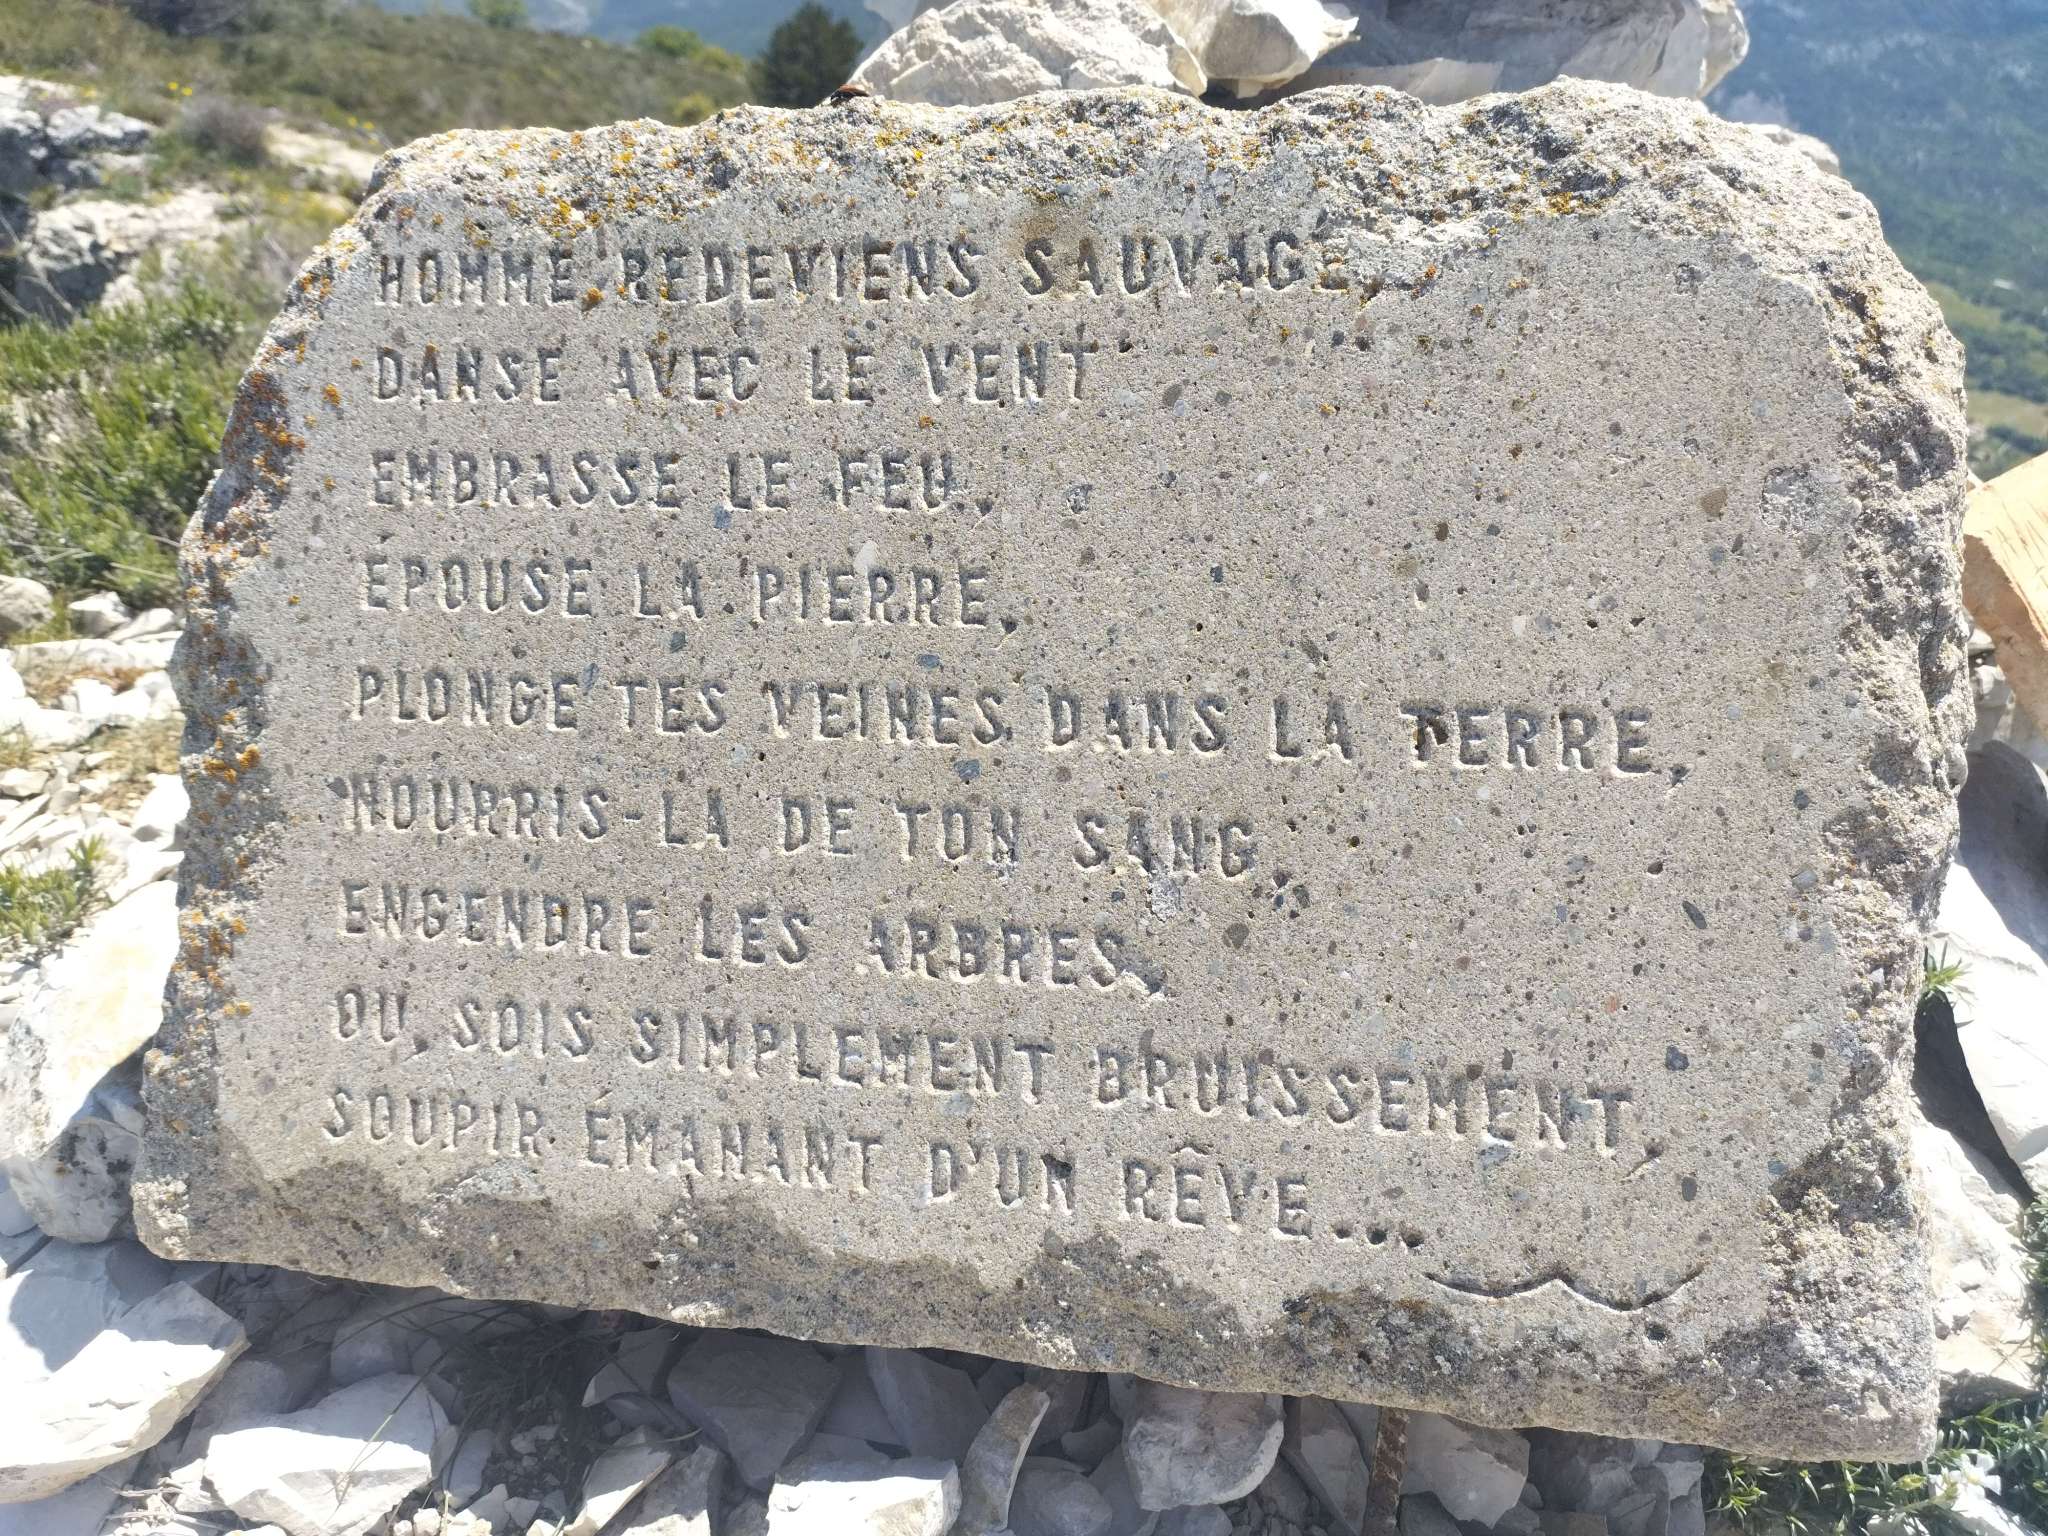 HOMME REDEVIENS SAUVAGE
DANSE AVEC LE VENT
EMBRASSE LE FEU,
ÉPOUSE LA PIERRE,
PLONGE TES VEINES DANS LA TERRE,
NOURRIS-LA DE TON SANG,
ENGENDRE LES ARBRES,
OU, SOIS SIMPLEMENT BRUISSEMENT,
SOUPIR ÉMANANT D'UN RÊVE...